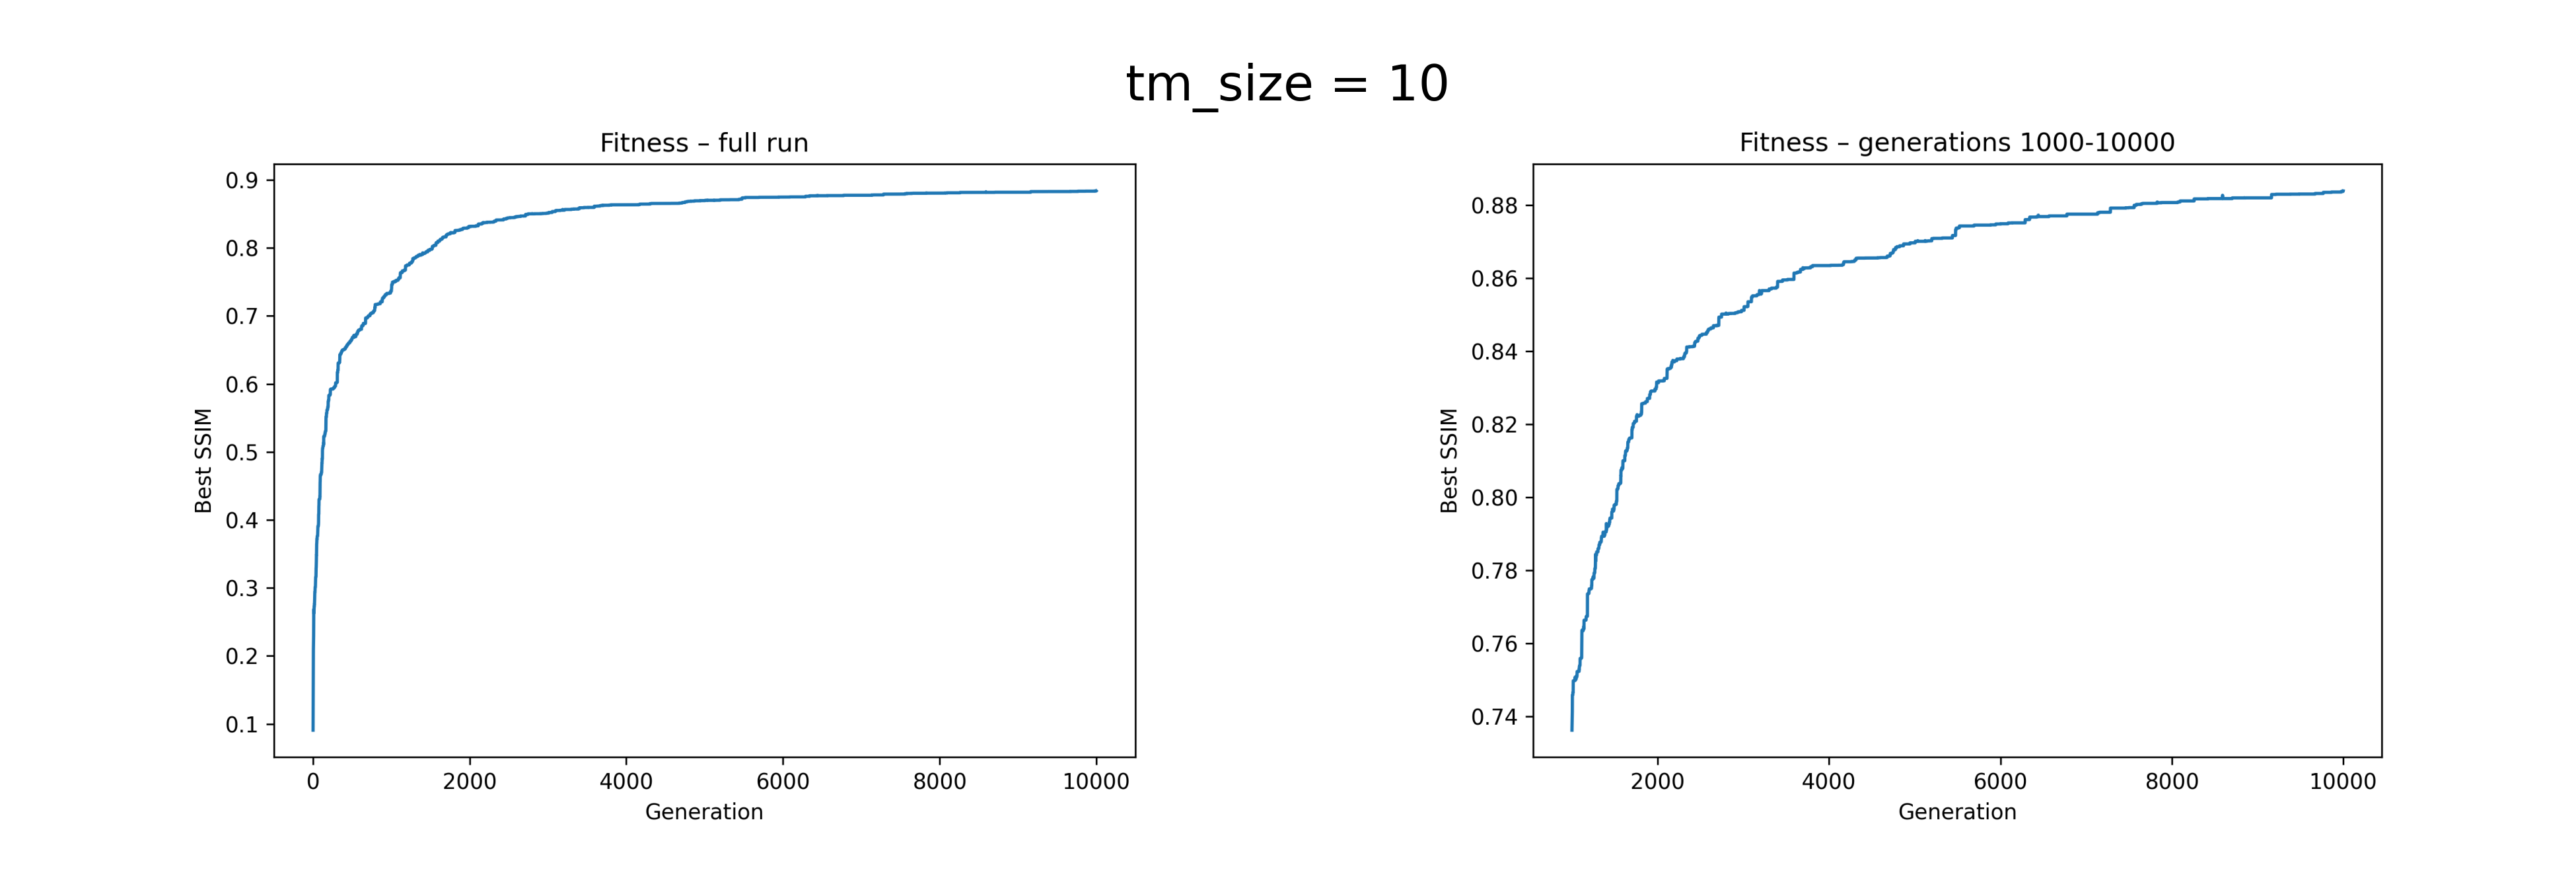 tm_size = 10
Fitness – full run
0.9
0.8
0.7
0.6
0.5
0.4
0.3
0.2
0.1
Best SSIM
0 2000 4000 6000 8000 10000
Generation
Fitness – generations 1000-10000
0.88
0.86
0.84
0.82
0.80
0.78
0.76
0.74
Best SSIM
2000 4000 6000 8000 10000
Generation